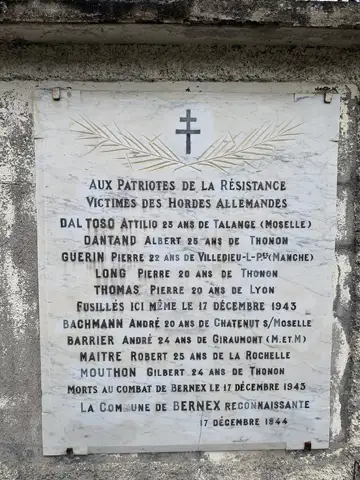 AUX PATRIOTES DE LA RÉSISTANCE
VICTIMES DES HORDES ALLEMANDES
DAL TOSO ATTILIO 25 ANS DE TALANGE (MOSELLE)
DANTAND ALBERT 25 ANS DE THONON
GUERIN PIERRE 22 ANS DE VILLEDIEU-L-PLES (MANCHE)
LONG PIERRE 20 ANS DE THONON
THOMAS PIERRE 20 ANS DE LYON
FUSILLÉS ICI MÊME LE 17 DÉCEMBRE 1943
BACHMANN ANDRÉ 20 ANS DE CHATENUT S/MOSELLE
BARRIER ANDRÉ 24 ANS DE GIRAUMONT (M.ET.M)
MAITRE ROBERT 25 ANS DE LA ROCHELLE
MOUTHON GILBERT 24 ANS DE THONON
MORTS AU COMBAT DE BERNEX LE 17 DÉCEMBRE 1943
LA COMMUNE DE BERNEX RECONNAISSANTE
17 DÉCEMBRE 1944